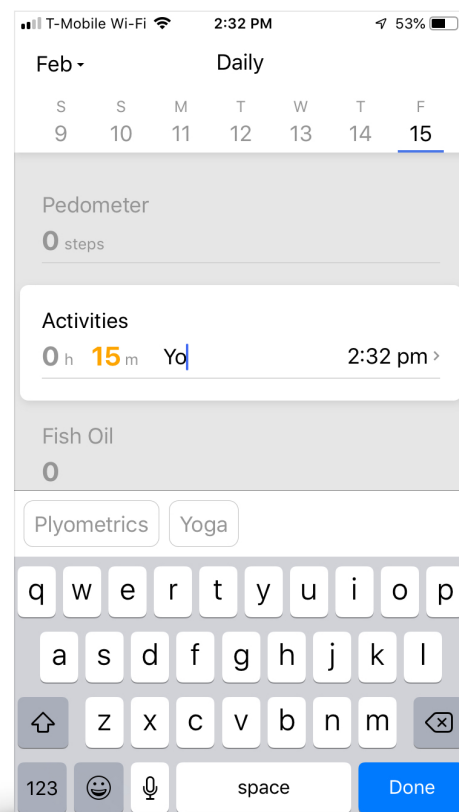 T-Mobile Wi-Fi 2:32 PM 53%
Feb Daily
S S M T W T F
9 10 11 12 13 14 15
Pedometer
0 steps
Activities
0 h 15 m Yo 2:32 pm >
Fish Oil
0
Plyometrics Yoga
q w e r t y u i o p
a s d f g h j k l
z x c v b n m
123 space Done